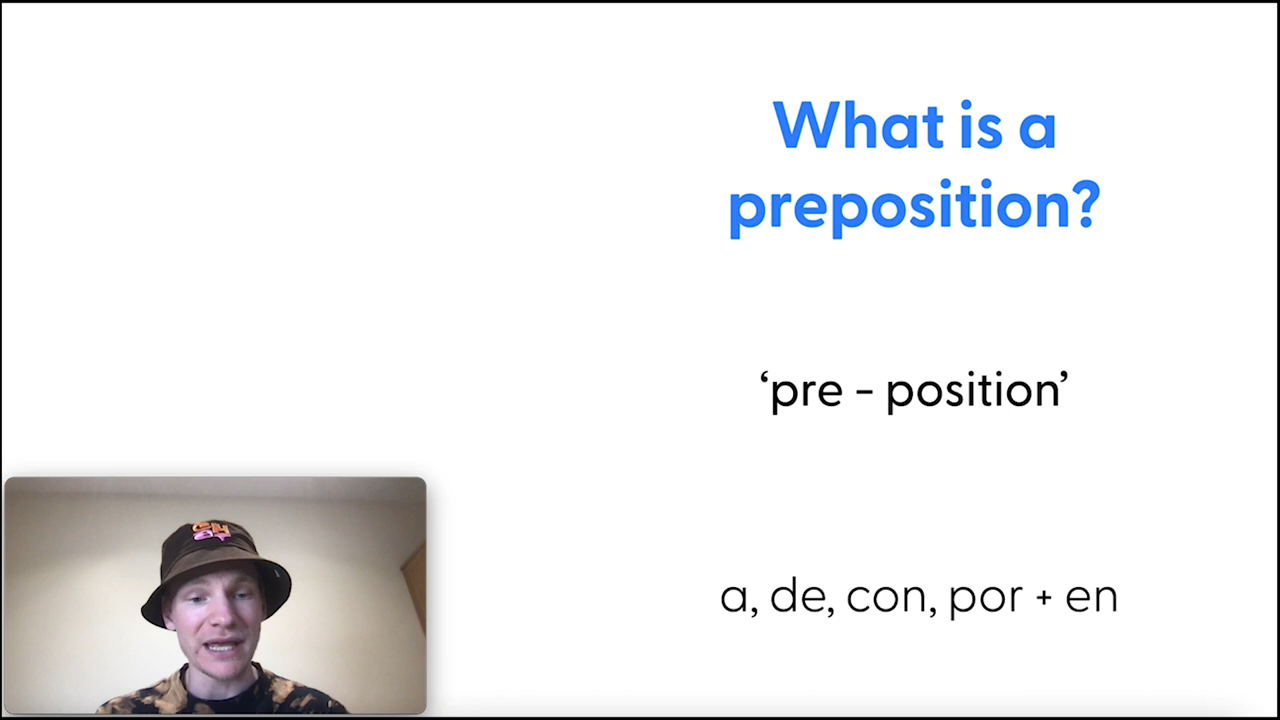 What is a
preposition?
‘pre - position’
a, de, con, por + en